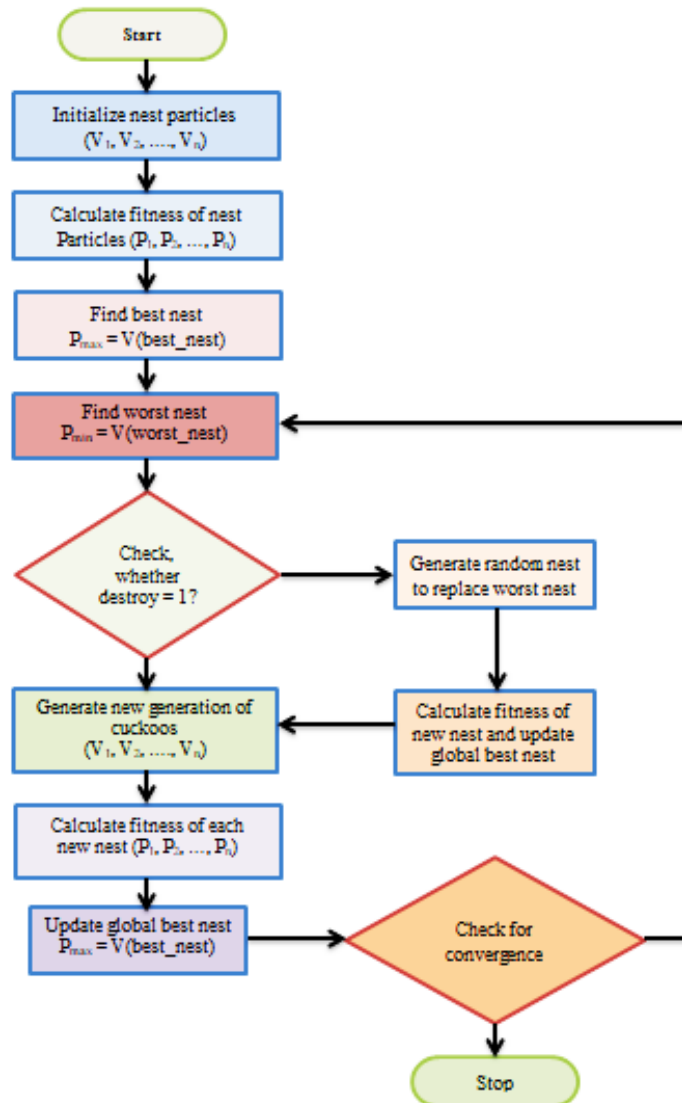 Start
Initialize nest particles
(V₁, V₂, ...., Vₙ)
Calculate fitness of nest
Particles (P₁, P₂, ..., Pₙ)
Find best nest
Pₘₐₓ = V(best_nest)
Find worst nest
Pₘᵢₙ = V(worst_nest)
Check,
whether
destroy = 1?
Generate random nest
to replace worst nest
Calculate fitness of
new nest and update
global best nest
Generate new generation of
cuckoos
(V₁, V₂, ...., Vₙ)
Calculate fitness of each
new nest (P₁, P₂, ..., Pₙ)
Update global best nest
Pₘₐₓ = V(best_nest)
Check for
convergence
Stop